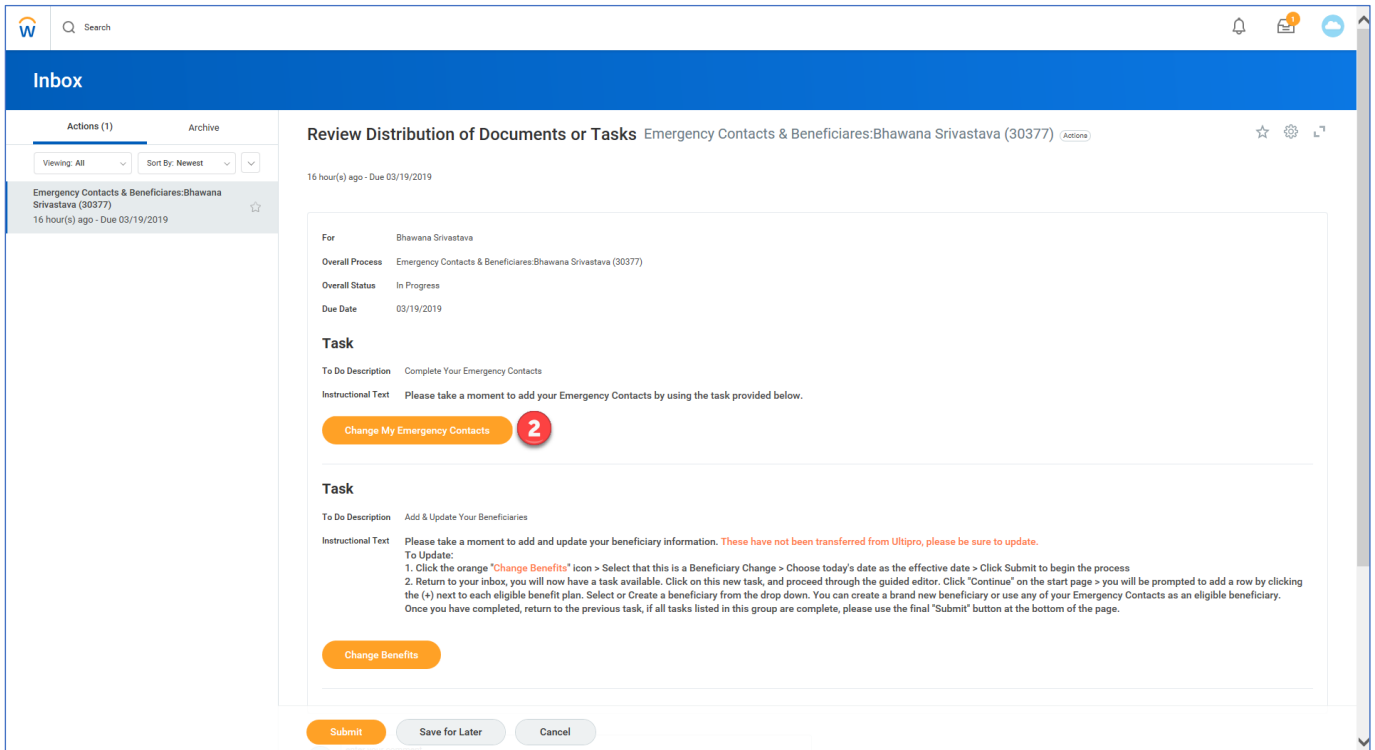 W
Search
1
Inbox
Actions (1)
Archive
Viewing: All
Sort By: Newest
Emergency Contacts & Beneficiares:Bhawana
Srivastava (30377)
16 hour(s) ago - Due 03/19/2019
Review Distribution of Documents or Tasks Emergency Contacts & Beneficiares:Bhawana Srivastava (30377) Actions
16 hour(s) ago - Due 03/19/2019
For Bhawana Srivastava
Overall Process Emergency Contacts & Beneficiares:Bhawana Srivastava (30377)
Overall Status In Progress
Due Date 03/19/2019
Task
To Do Description Complete Your Emergency Contacts
Instructional Text Please take a moment to add your Emergency Contacts by using the task provided below.
Change My Emergency Contacts 2
Task
To Do Description Add & Update Your Beneficiaries
Instructional Text Please take a moment to add and update your beneficiary information. These have not been transferred from Ultipro, please be sure to update.
To Update:
1. Click the orange "Change Benefits" icon > Select that this is a Beneficiary Change > Choose today's date as the effective date > Click Submit to begin the process
2. Return to your inbox, you will now have a task available. Click on this new task, and proceed through the guided editor. Click "Continue" on the start page > you will be prompted to add a row by clicking
the (+) next to each eligible benefit plan. Select or Create a beneficiary from the drop down. You can create a brand new beneficiary or use any of your Emergency Contacts as an eligible beneficiary.
Once you have completed, return to the previous task, if all tasks listed in this group are complete, please use the final "Submit" button at the bottom of the page.
Change Benefits
Submit
Save for Later
Cancel